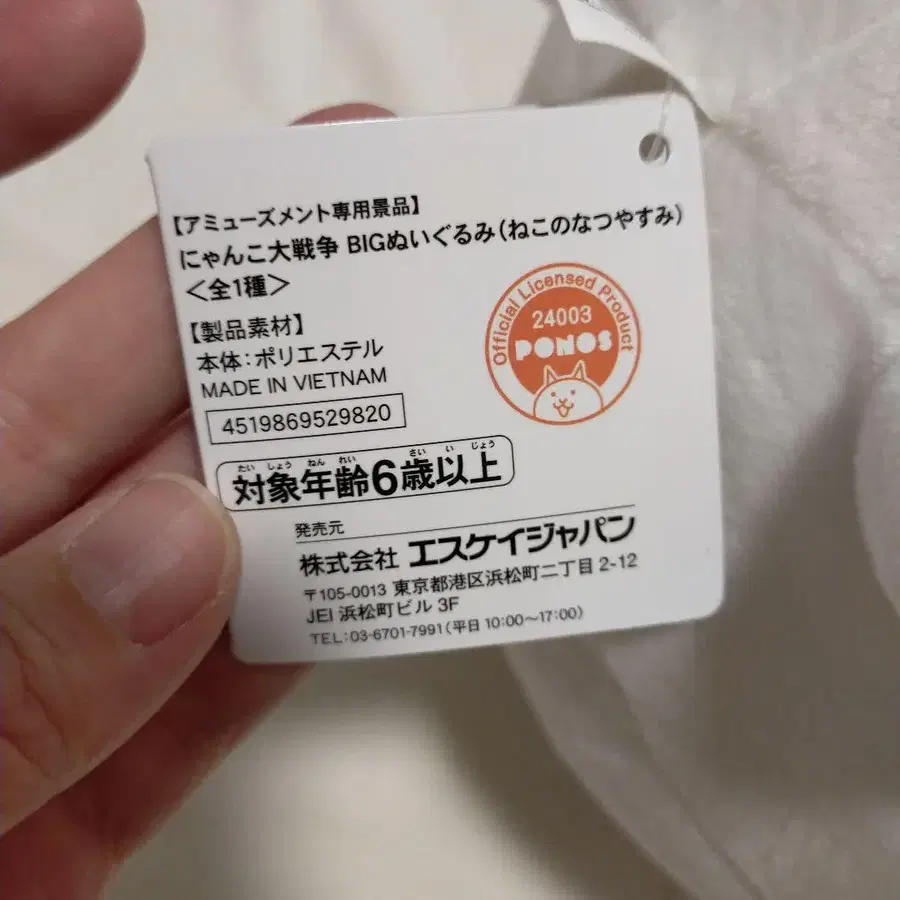 【アミューズメント専用景品】
にゃんこ大戦争 BIGぬいぐるみ(ねこのなつやすみ)
<全1種>
【製品素材】
本体:ポリエステル
MADE IN VIETNAM
4519869529820
Official Licensed Product
24003
PONOS
たいしょうねんれい さいいじょう
対象年齢6歳以上
発売元
株式会社 エスケイジャパン
〒105-0013 東京都港区浜松町二丁目 2-12
JEI 浜松町ビル 3F
TEL:03-6701-7991(平日 10:00~17:00)